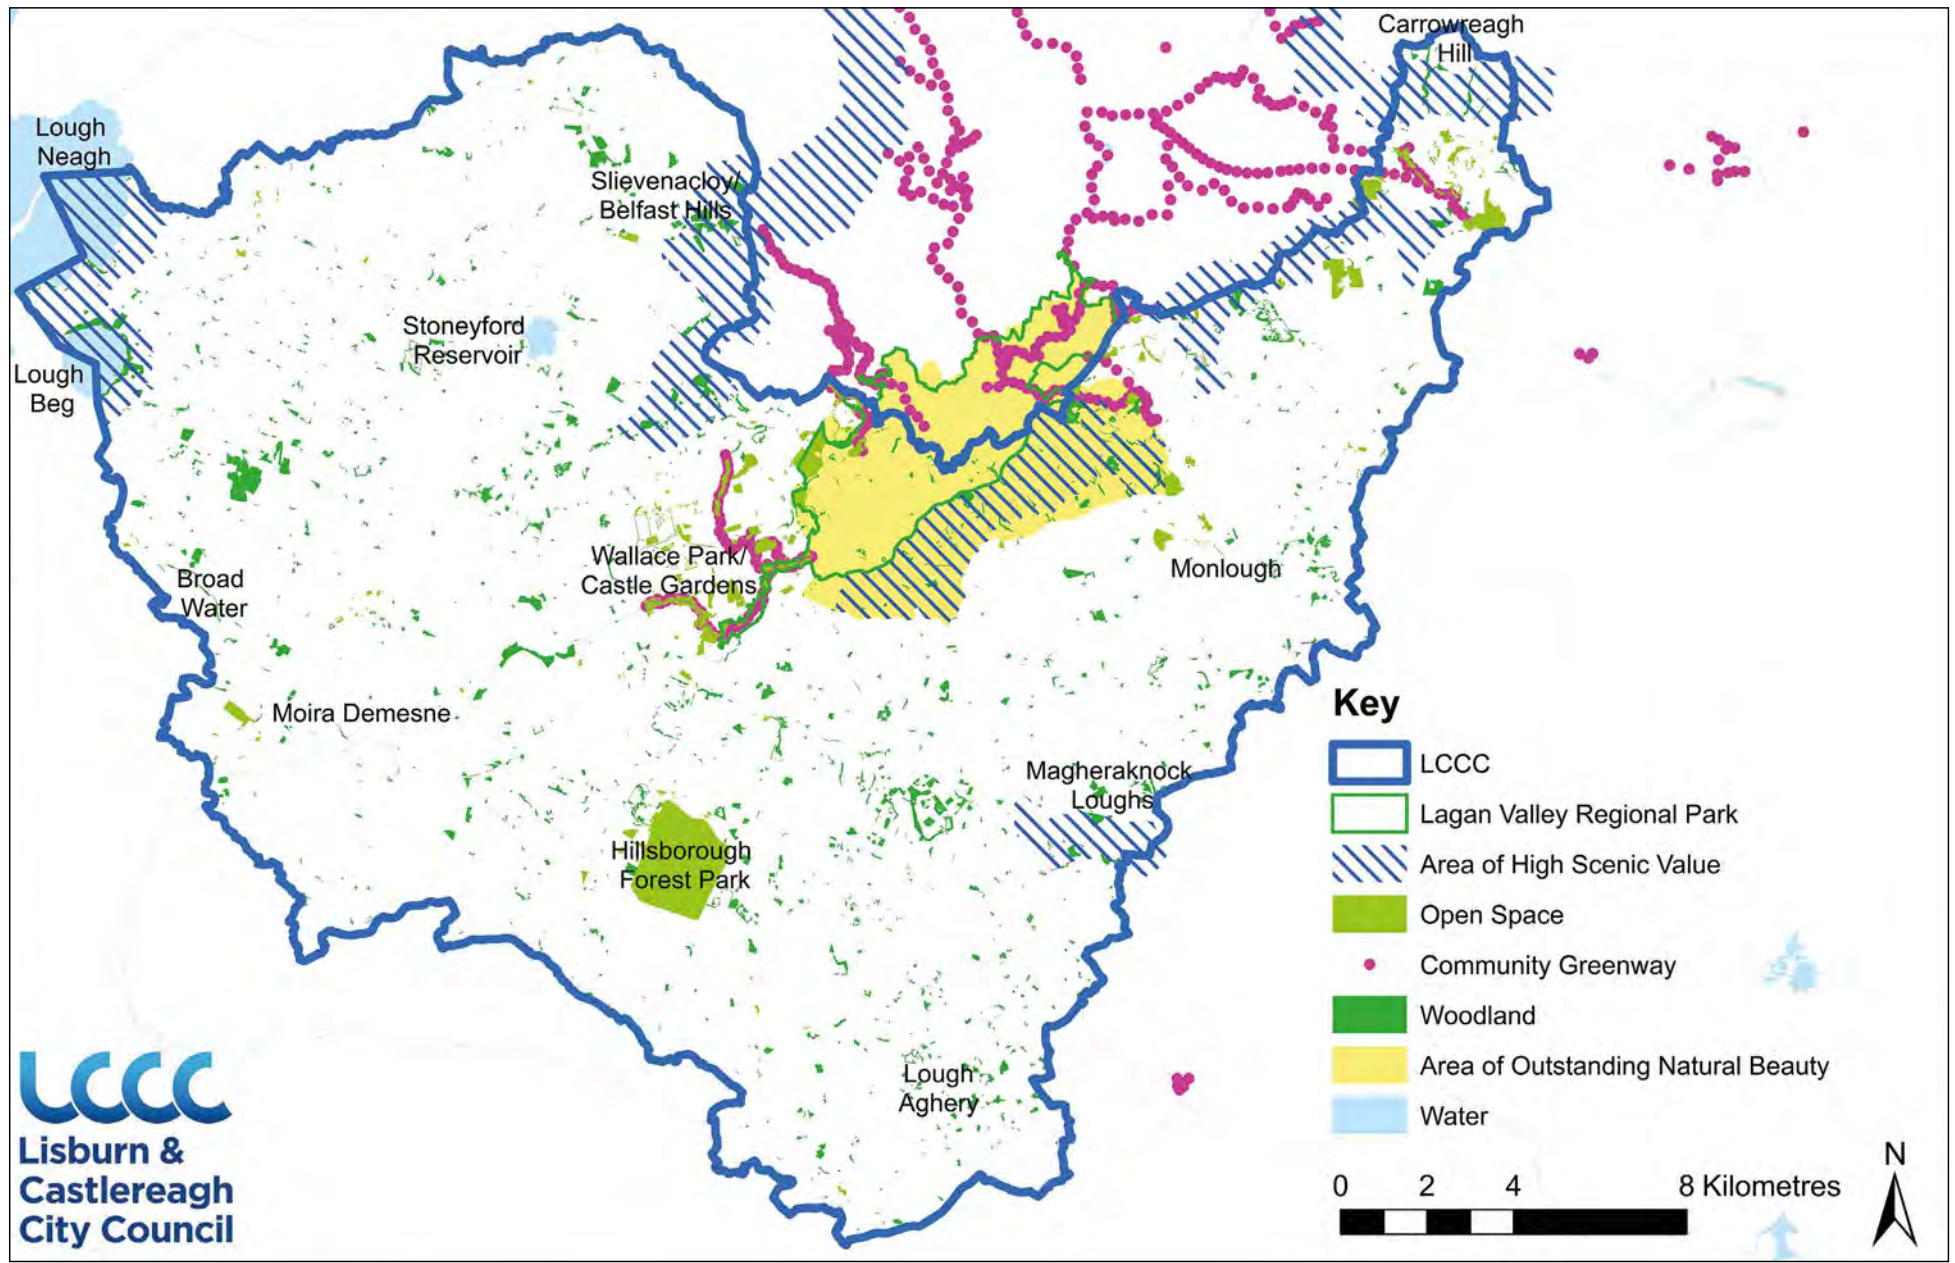 Carrowreagh
Hill
Lough
Neagh
Slievenacloy/
Belfast Hills
Stoneyford
Reservoir
Lough
Beg
Wallace Park/
Castle Gardens
Monlough
Broad
Water
Moira Demesne
Magheraknock
Loughs
Hillsborough
Forest Park
Lough
Aghery
Key
LCCC
Lagan Valley Regional Park
Area of High Scenic Value
Open Space
Community Greenway
Woodland
Area of Outstanding Natural Beauty
Water
0 2 4 8 Kilometres
N
LCCC
Lisburn &
Castlereagh
City Council